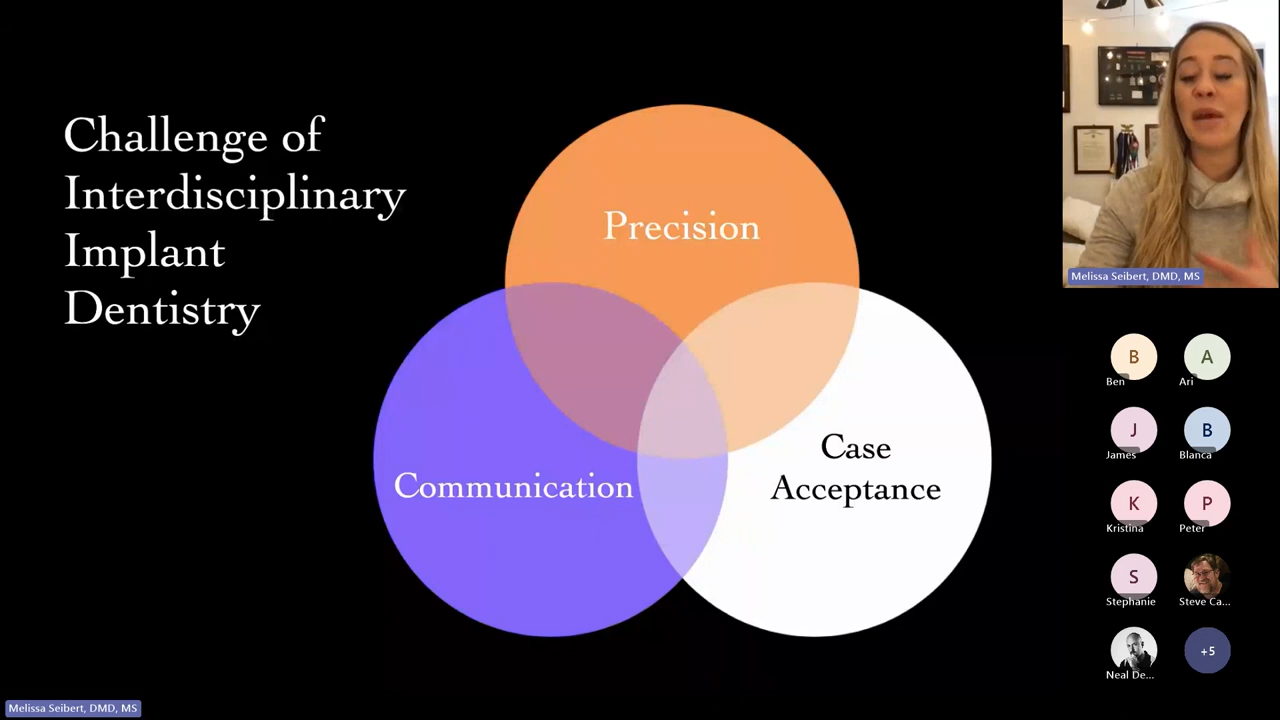 Challenge of
Interdisciplinary
Implant
Dentistry
Precision
Communication
Case
Acceptance
Melissa Seibert, DMD, MS
B
A
Ben
Ari
J
B
James
Blanca
K
P
Kristina
Peter
S
Stephanie
Steve Ca...
Neal De...
+5
Melissa Seibert, DMD, MS